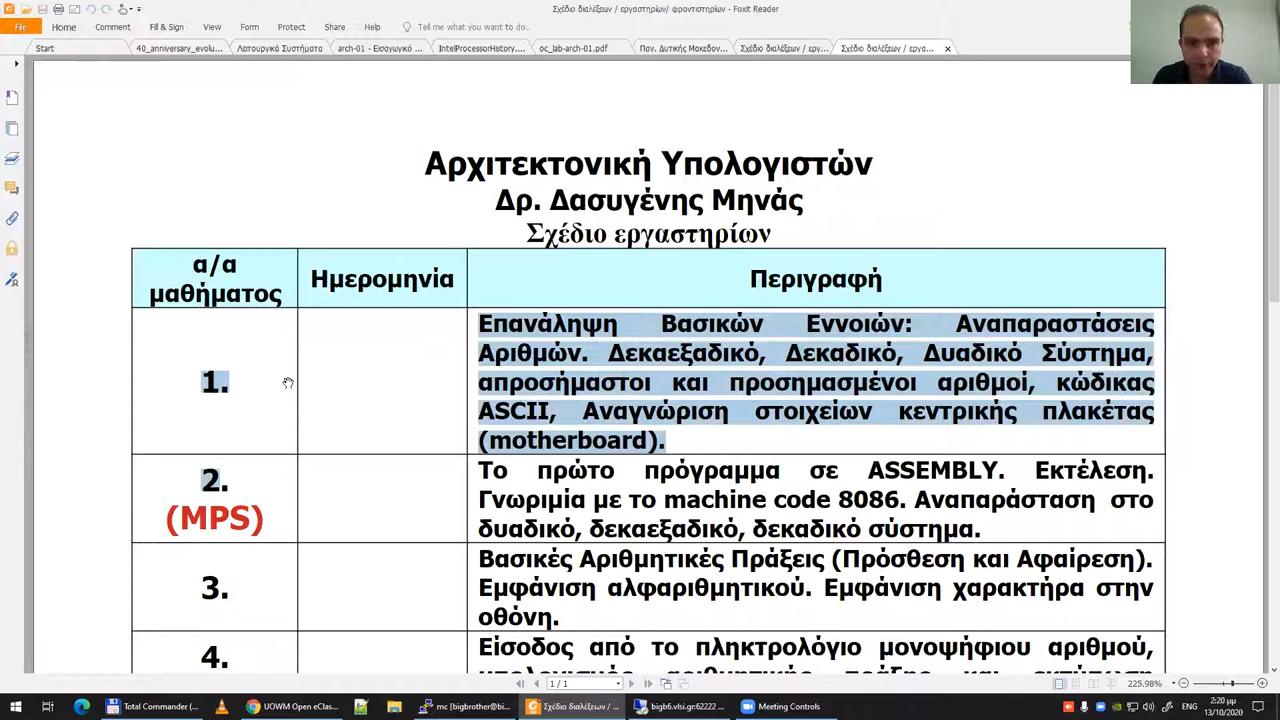 Σχέδιο διαλέξεων / εργαστηρίων/ φροντιστηρίων - Foxit Reader
File Home Comment Fill & Sign View Form Protect Share Help Tell me what you want to do...
Start 40_anniversary_evolu... Λειτουργικά Συστήματα arch-01 - Εισαγωγικό ... IntelProcessorHistory.... oc_lab-arch-01.pdf Παν. Δυτικής Μακεδον... Σχέδιο διαλέξεων / εργ... Σχέδιο διαλέξεων / εργα...
Αρχιτεκτονική Υπολογιστών
Δρ. Δασυγένης Μηνάς
Σχέδιο εργαστηρίων
α/α μαθήματος
Ημερομηνία
Περιγραφή
1.
Επανάληψη Βασικών Εννοιών: Αναπαραστάσεις
Αριθμών. Δεκαεξαδικό, Δεκαδικό, Δυαδικό Σύστημα,
απροσήμαστοι και προσημασμένοι αριθμοί, κώδικας
ASCII, Αναγνώριση στοιχείων κεντρικής πλακέτας
(motherboard).
2.
(MPS)
Το πρώτο πρόγραμμα σε ASSEMBLY. Εκτέλεση.
Γνωριμία με το machine code 8086. Αναπαράσταση στο
δυαδικό, δεκαεξαδικό, δεκαδικό σύστημα.
3.
Βασικές Αριθμητικές Πράξεις (Πρόσθεση και Αφαίρεση).
Εμφάνιση αλφαριθμητικού. Εμφάνιση χαρακτήρα στην
οθόνη.
4.
Είσοδος από το πληκτρολόγιο μονοψήφιου αριθμού,
1 / 1 225.98%
Total Commander (... UOWM Open eClas... mc (bigbrother@bi... Σχέδιο διαλέξεων / ... bigb6.vlsi.gr:62222 ... Meeting Controls 2:20 μμ
13/10/2020